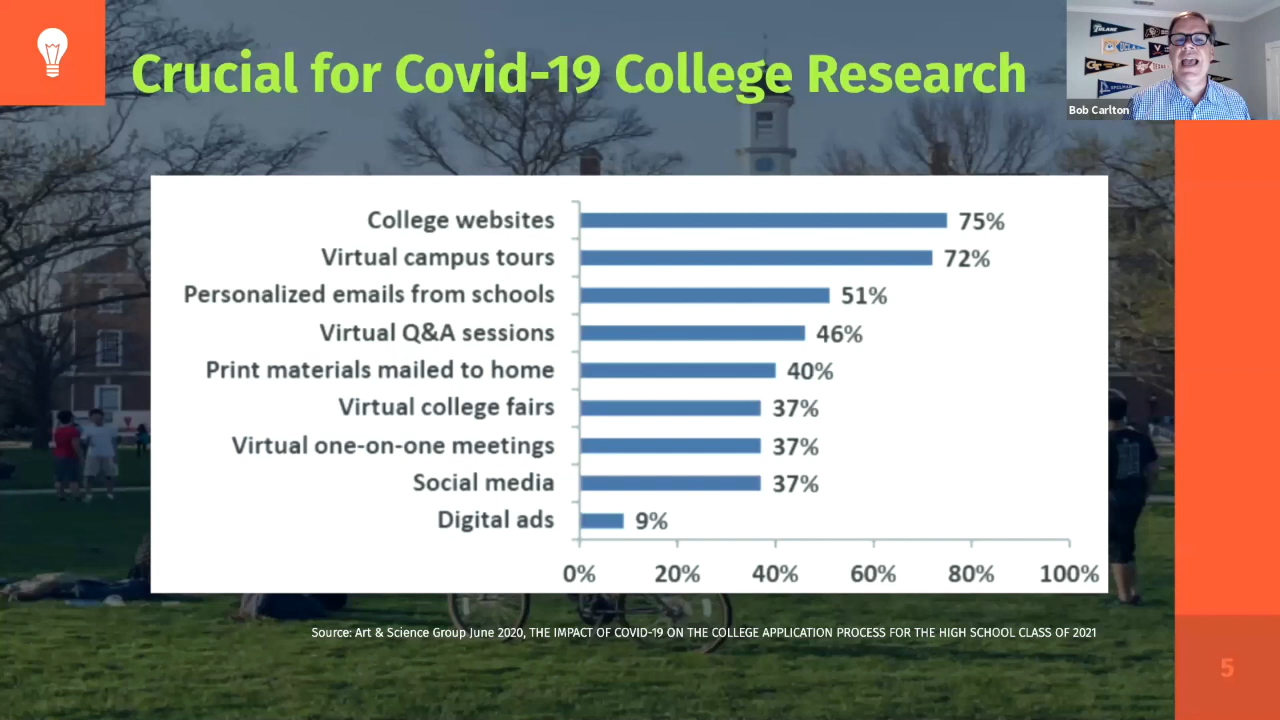 Crucial for Covid-19 College Research
Bob Carlton
College websites 75%
Virtual campus tours 72%
Personalized emails from schools 51%
Virtual Q&A sessions 46%
Print materials mailed to home 40%
Virtual college fairs 37%
Virtual one-on-one meetings 37%
Social media 37%
Digital ads 9%
0% 20% 40% 60% 80% 100%
Source: Art & Science Group June 2020, THE IMPACT OF COVID-19 ON THE COLLEGE APPLICATION PROCESS FOR THE HIGH SCHOOL CLASS OF 2021
5